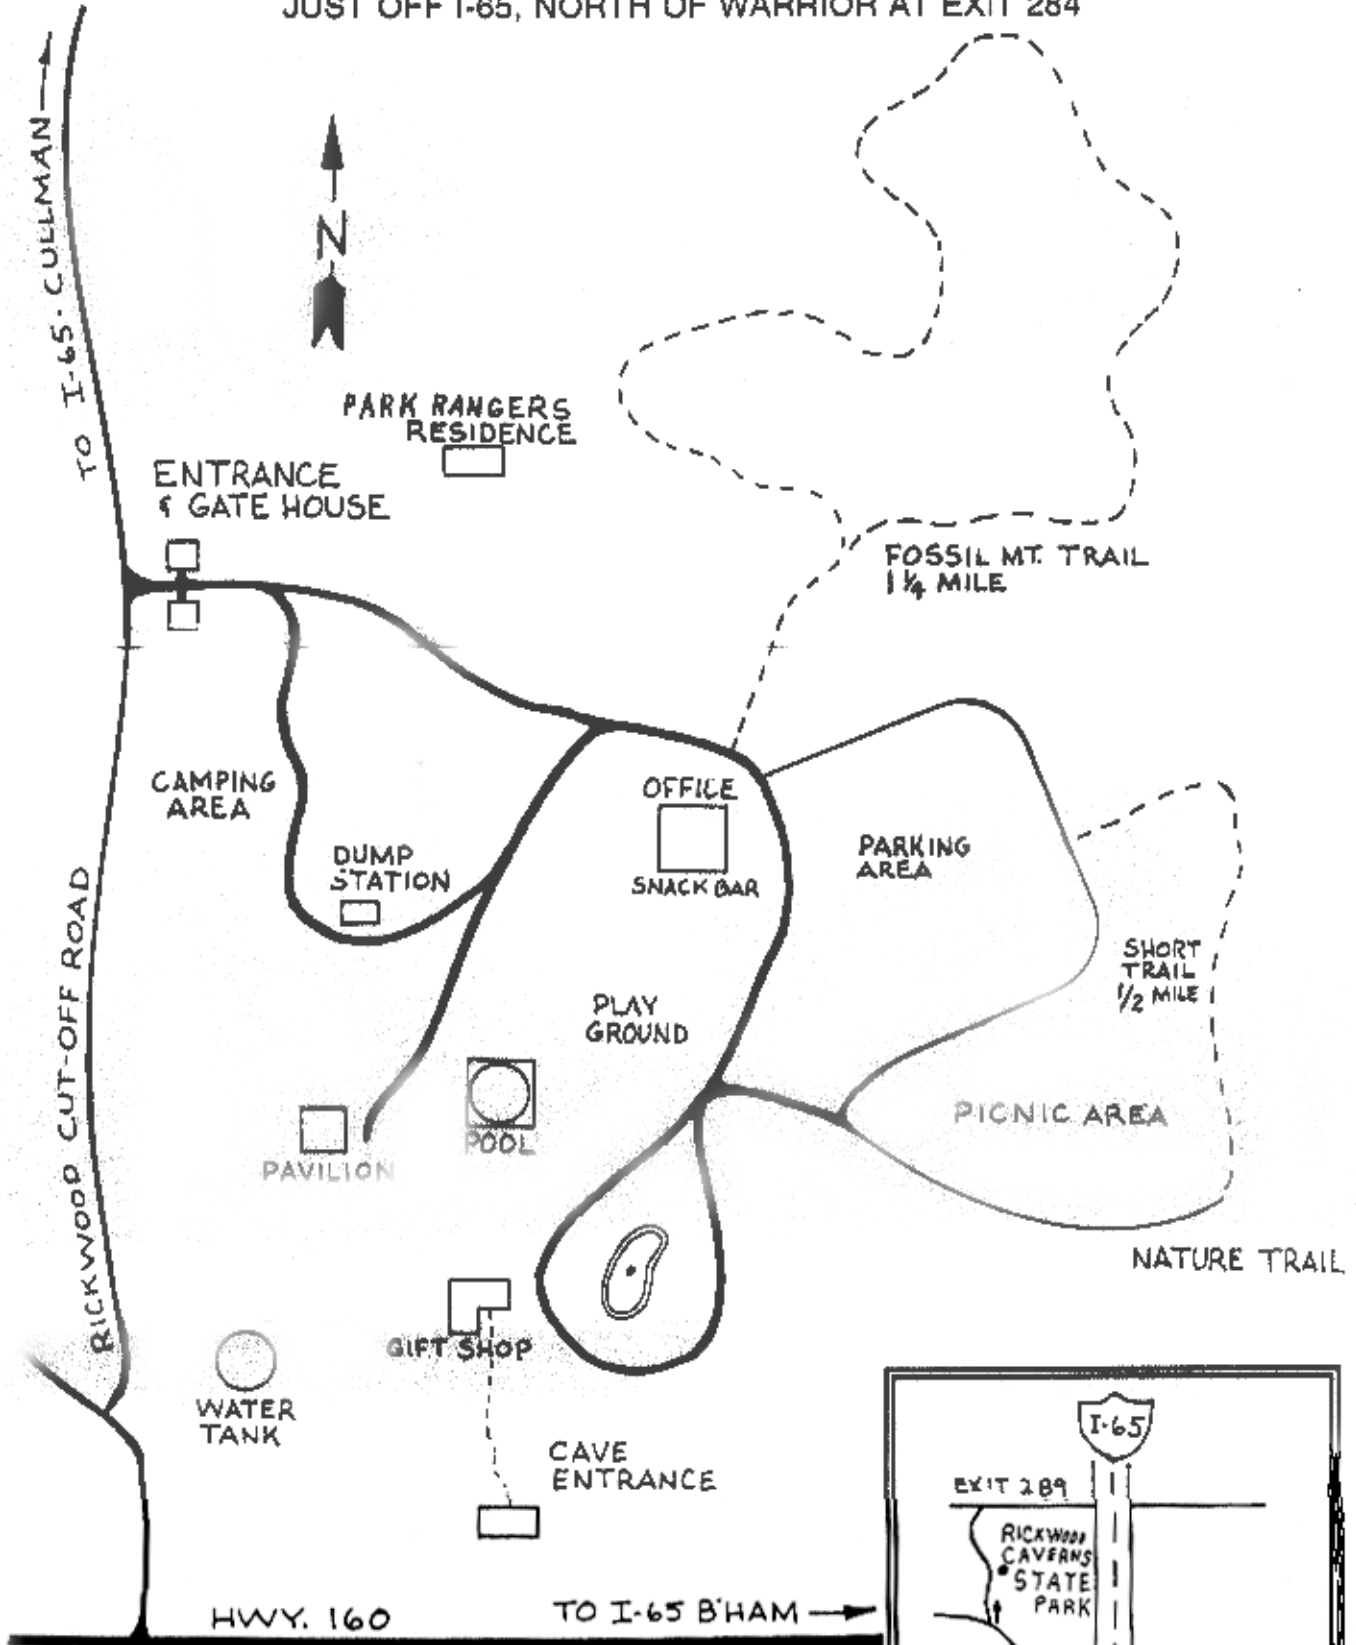 JUST OFF I-65, NORTH OF WARRIOR AT EXIT 284
TO I-65 · CULLMAN
N
PARK RANGERS
RESIDENCE
ENTRANCE
& GATE HOUSE
FOSSIL MT. TRAIL
1 1/4 MILE
CAMPING
AREA
OFFICE
SNACK BAR
PARKING
AREA
DUMP
STATION
RICKWOOD CUT-OFF ROAD
SHORT
TRAIL
1/2 MILE
PLAY
GROUND
PICNIC AREA
POOL
PAVILION
NATURE TRAIL
GIFT SHOP
WATER
TANK
CAVE
ENTRANCE
I-65
EXIT 289
RICKWOOD
CAVERNS
STATE
PARK
HWY. 160
TO I-65 B'HAM